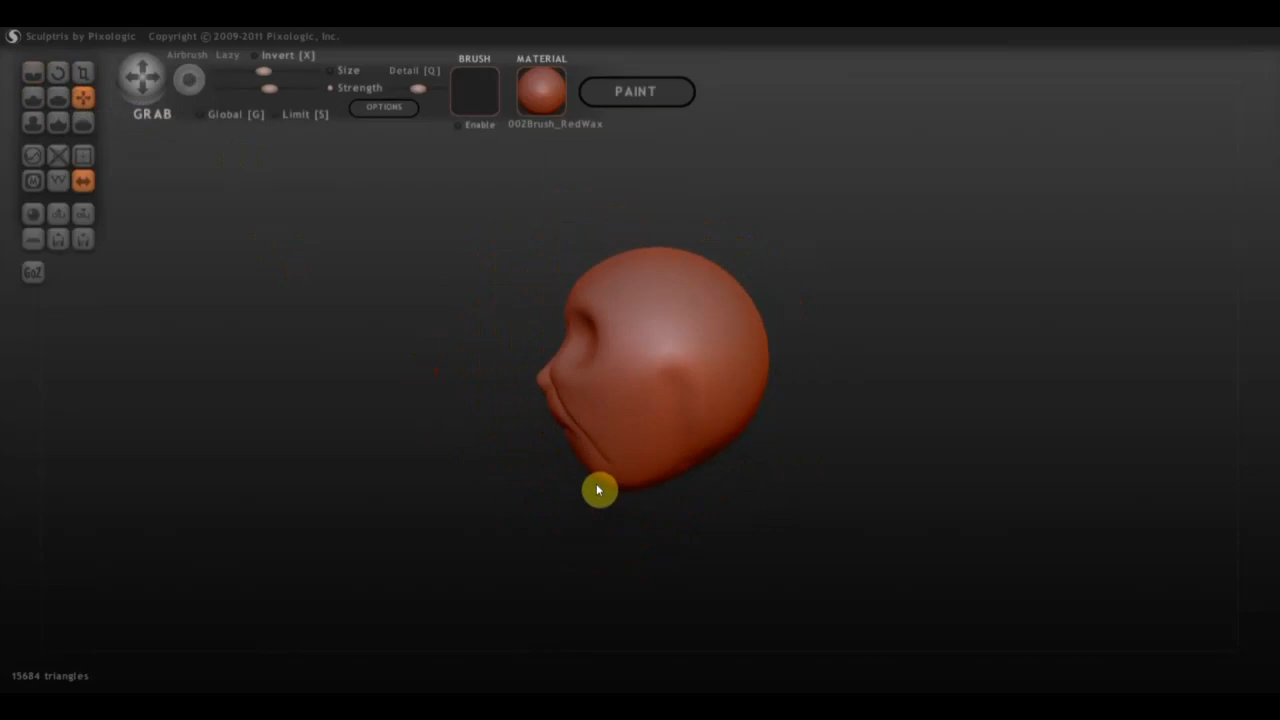 Sculptris by Pixologic Copyright © 2009-2011 Pixologic, Inc.
Airbrush Lazy Invert [X]
BRUSH MATERIAL
Size Detail [Q]
Strength
PAINT
OPTIONS
GRAB Global [G] Limit [S]
Enable 002Brush_RedWax
GoZ
15684 triangles